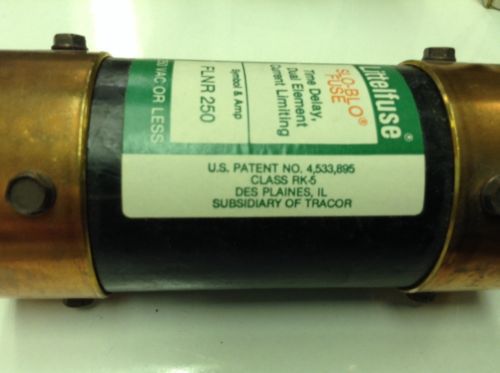 Littelfuse®
SLO-BLO®
FUSE
Time Delay,
Dual Element
Current Limiting
Symbol & Amp
FLNR 250
VAC OR LESS
U.S. PATENT NO. 4,533,895
CLASS RK-5
DES PLAINES, IL
SUBSIDIARY OF TRACOR